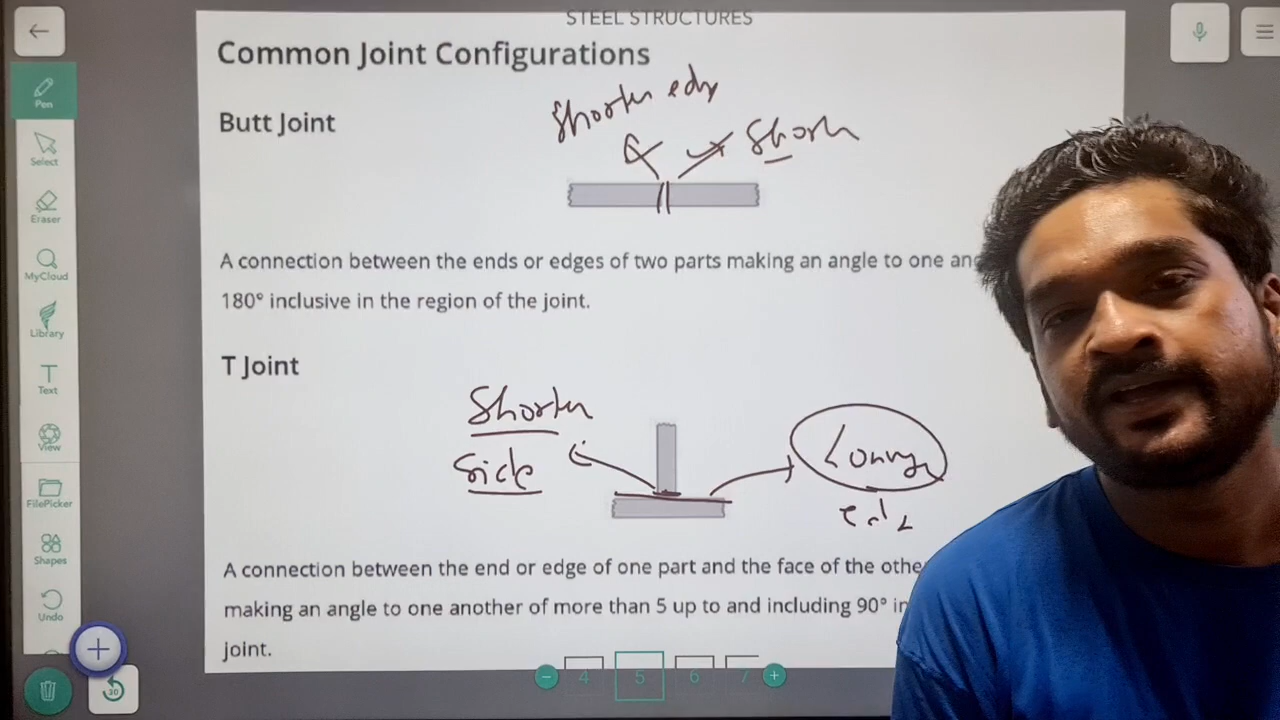 STEEL STRUCTURES
Common Joint Configurations
Shorter edg
Butt Joint
Short
A connection between the ends or edges of two parts making an angle to one an
180° inclusive in the region of the joint.
T Joint
Shorter
Side
A connection between the end or edge of one part and the face of the othe
making an angle to one another of more than 5 up to and including 90° in
joint.
4 5 6 7
Pen
Select
Eraser
MyCloud
Library
Text
View
FilePicker
Shapes
Undo
30